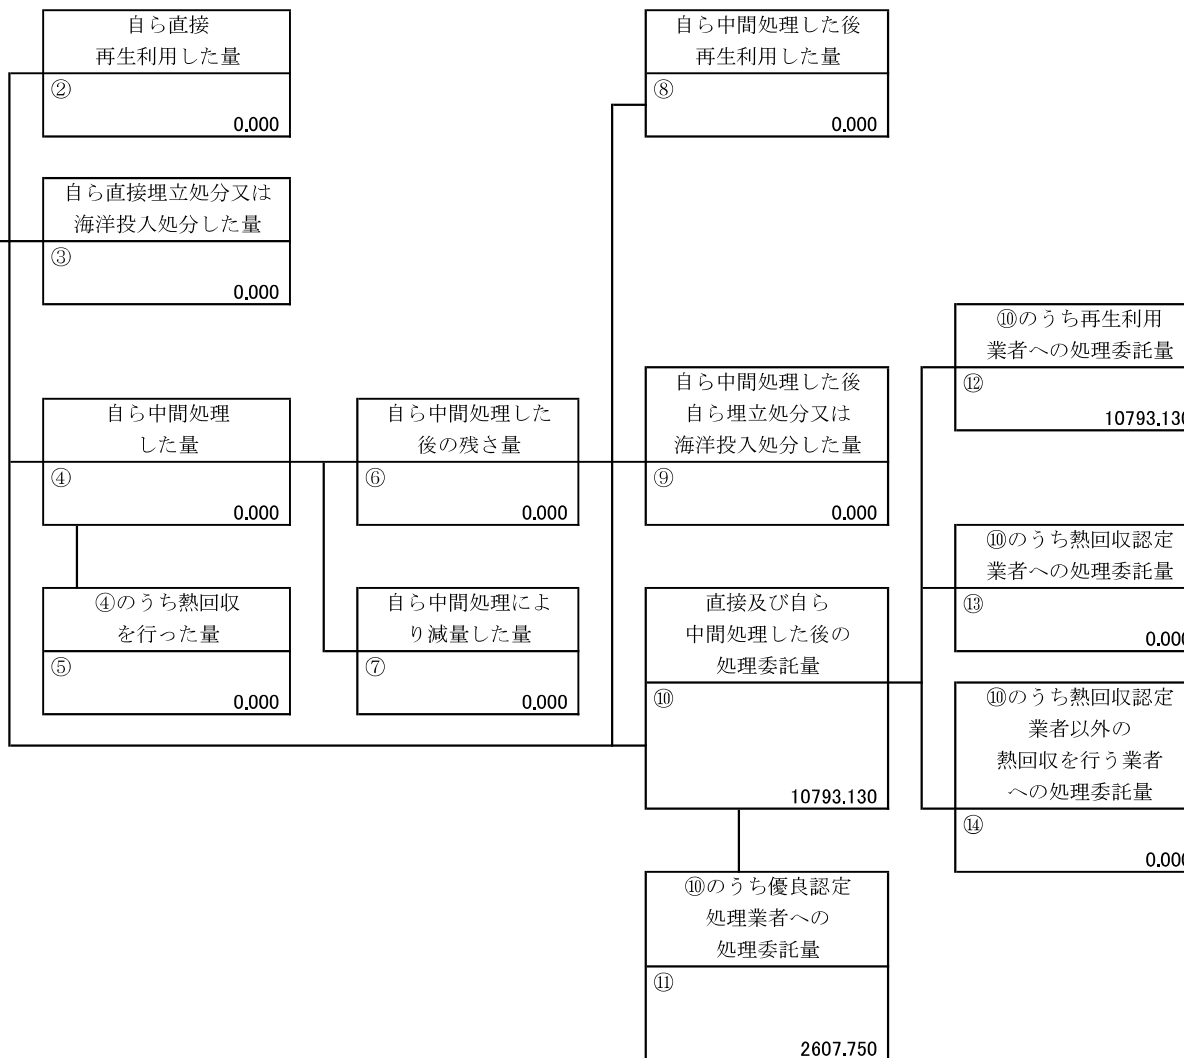 自ら直接
再生利用した量
②
0.000
自ら中間処理した後
再生利用した量
⑧
0.000
自ら直接埋立処分又は
海洋投入処分した量
③
0.000
⑩のうち再生利用
業者への処理委託量
⑫
10793.130
自ら中間処理
した量
④
0.000
自ら中間処理した
後の残さ量
⑥
0.000
自ら中間処理した後
自ら埋立処分又は
海洋投入処分した量
⑨
0.000
⑩のうち熱回収認定
業者への処理委託量
⑬
0.000
④のうち熱回収
を行った量
⑤
0.000
自ら中間処理によ
り減量した量
⑦
0.000
直接及び自ら
中間処理した後の
処理委託量
⑩
10793.130
⑩のうち熱回収認定
業者以外の
熱回収を行う業者
への処理委託量
⑭
0.000
⑩のうち優良認定
処理業者への
処理委託量
⑪
2607.750